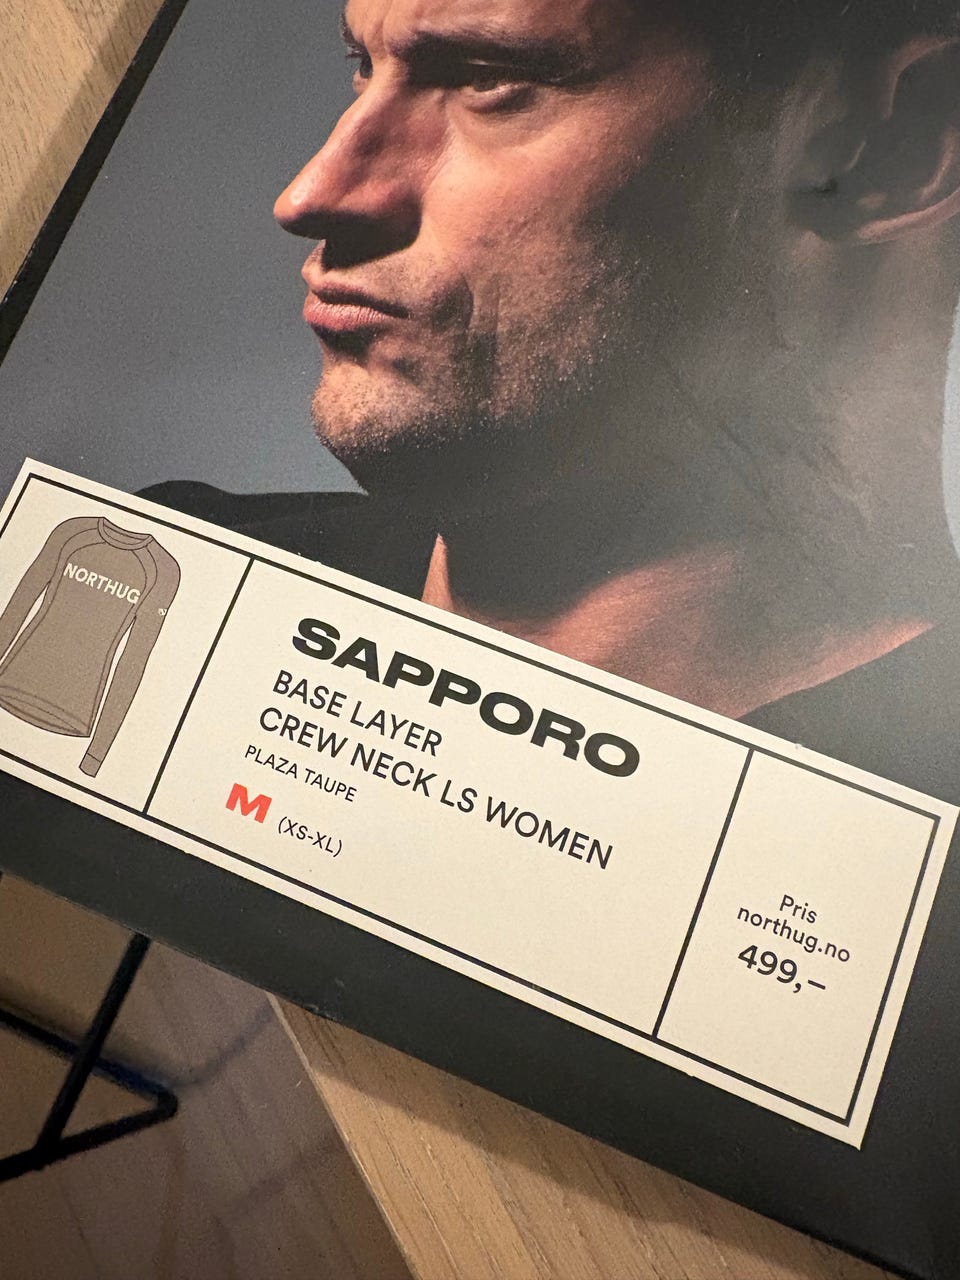 NORTHUG
SAPPORO
BASE LAYER
CREW NECK LS WOMEN
PLAZA TAUPE
M (XS-XL)
Pris
northug.no
499,–